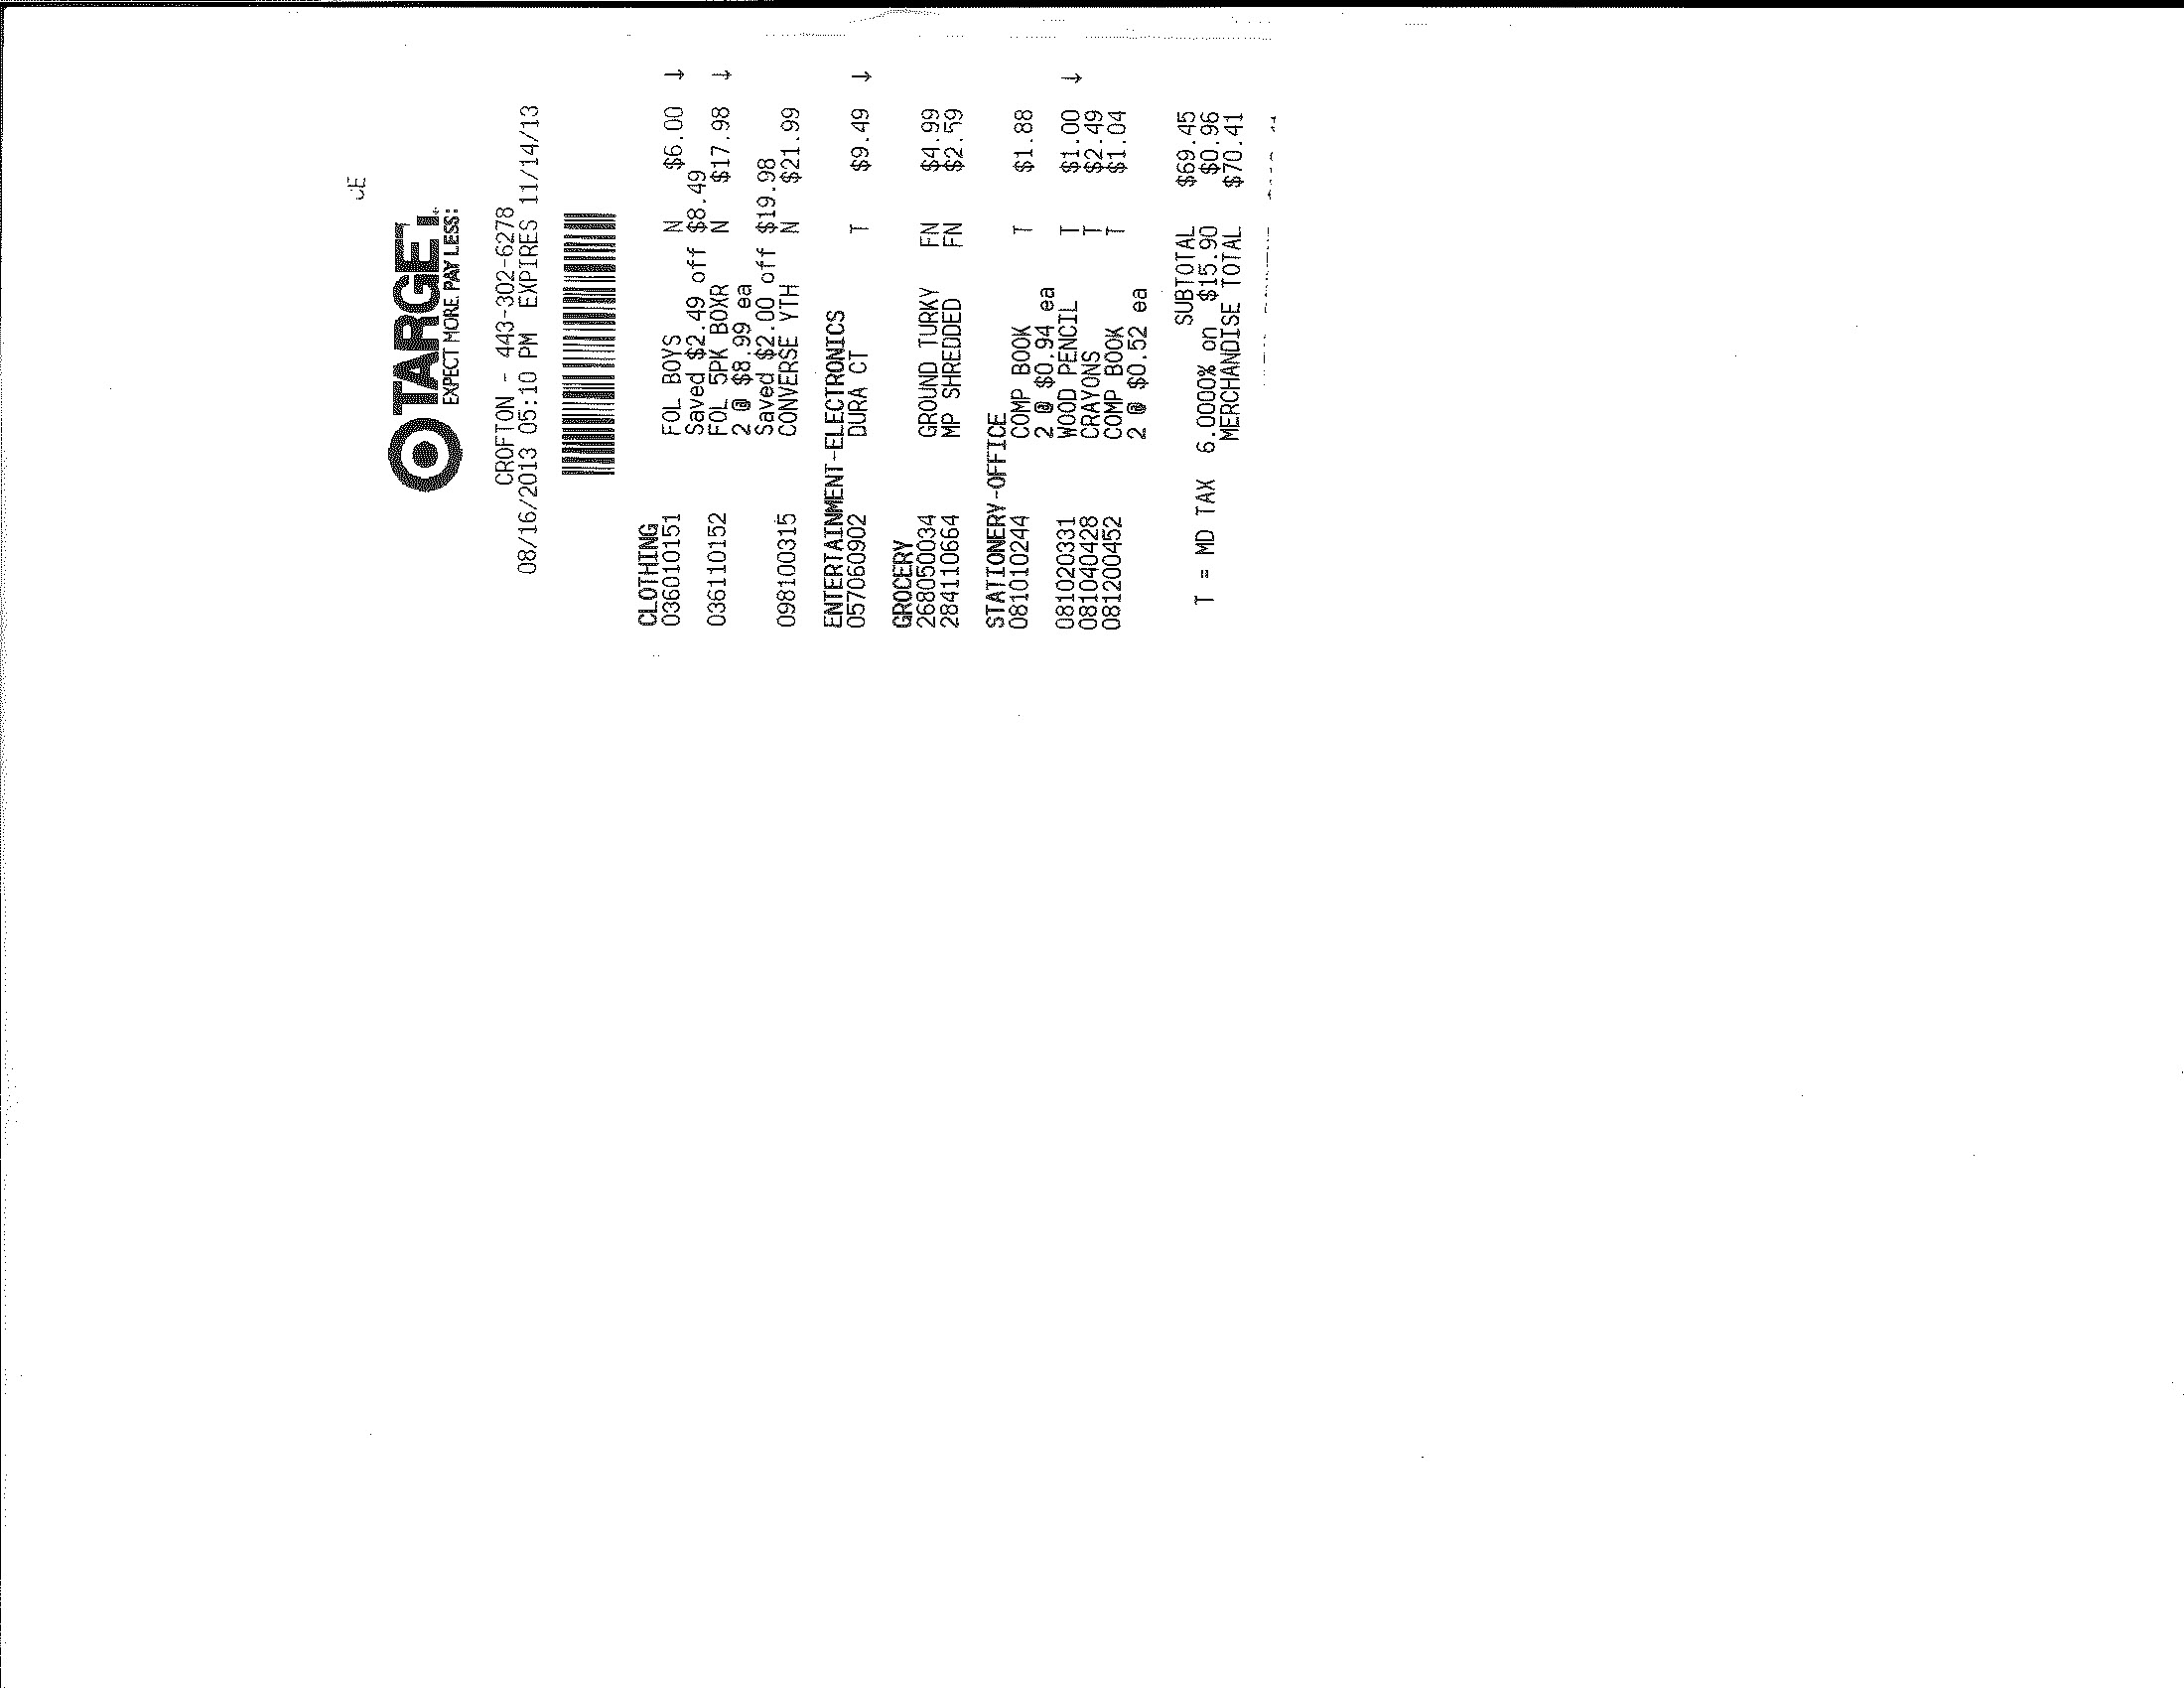 TARGET
EXPECT MORE. PAY LESS.
CROFTON - 443-302-6278
08/16/2013 05:10 PM EXPIRES 11/14/13
CLOTHING
036010151 FOL BOYS N $6.00 ↓
Saved $2.49 off $8.49
036110152 FOL 5PK BOXR N $17.98 ↓
2 @ $8.99 ea
Saved $2.00 off $19.98
098100315 CONVERSE YTH N $21.99
ENTERTAINMENT-ELECTRONICS
057060902 DURA CT T $9.49 ↓
GROCERY
268050034 GROUND TURKY FN $4.99
284110664 MP SHREDDED FN $2.59
STATIONERY-OFFICE
081010244 COMP BOOK T $1.88
2 @ $0.94 ea
081020331 WOOD PENCIL T $1.00 ↓
081040428 CRAYONS T $2.49
081200452 COMP BOOK T $1.04
2 @ $0.52 ea
SUBTOTAL $69.45
T = MD TAX 6.0000% on $15.90 $0.96
MERCHANDISE TOTAL $70.41